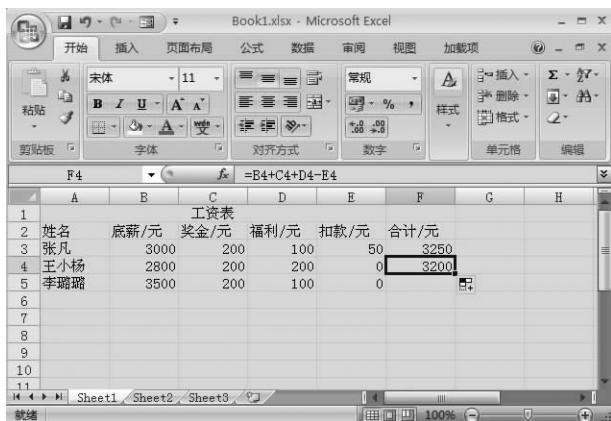 Book1.xlsx - Microsoft Excel
开始 插入 页面布局 公式 数据 审阅 视图 加载项
宋体 11 常规 插入 Σ
粘贴 B I U A A % , 样式 删除
A 格式
剪贴板 字体 对齐方式 数字 单元格 编辑
F4 fx =B4+C4+D4-E4
A B C D E F G H
1 工资表
2 姓名 底薪/元 奖金/元 福利/元 扣款/元 合计/元
3 张凡 3000 200 100 50 3250
4 王小杨 2800 200 200 0 3200
5 李璐璐 3500 200 100 0
6
7
8
9
10
11
Sheet1 Sheet2 Sheet3
就绪 100%